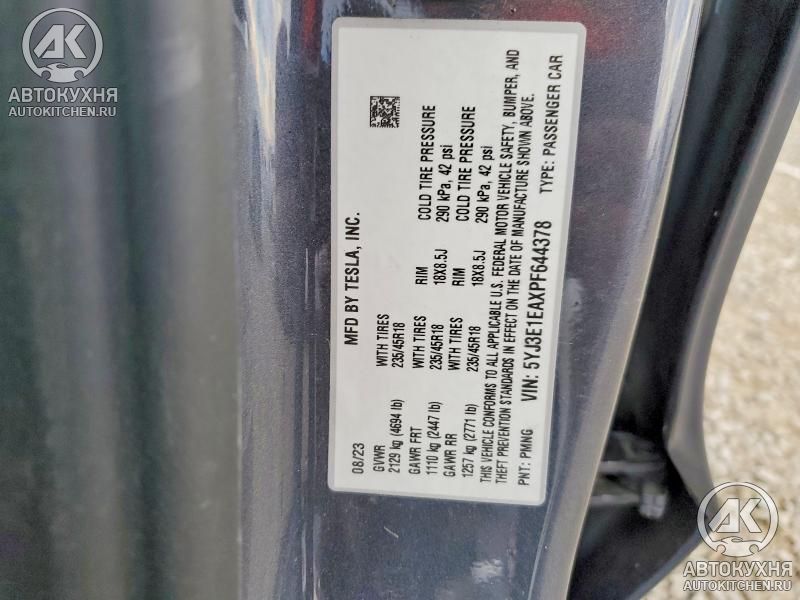 AK
АВТОКУХНЯ
AUTOKITCHEN.RU
MFD BY TESLA, INC.
08/23
GVWR WITH TIRES RIM COLD TIRE PRESSURE
2129 kg (4694 lb) 235/45R18 18X8.5J 290 kPa, 42 psi
GAWR FRT WITH TIRES RIM COLD TIRE PRESSURE
1110 kg (2447 lb) 235/45R18 18X8.5J 290 kPa, 42 psi
GAWR RR WITH TIRES
1257 kg (2771 lb) 235/45R18
THIS VEHICLE CONFORMS TO ALL APPLICABLE U.S. FEDERAL MOTOR VEHICLE SAFETY, BUMPER, AND
THEFT PREVENTION STANDARDS IN EFFECT ON THE DATE OF MANUFACTURE SHOWN ABOVE.
PNT: PMNG VIN: 5YJ3E1EAXPF644378 TYPE: PASSENGER CAR
AK
АВТОКУХНЯ
AUTOKITCHEN.RU